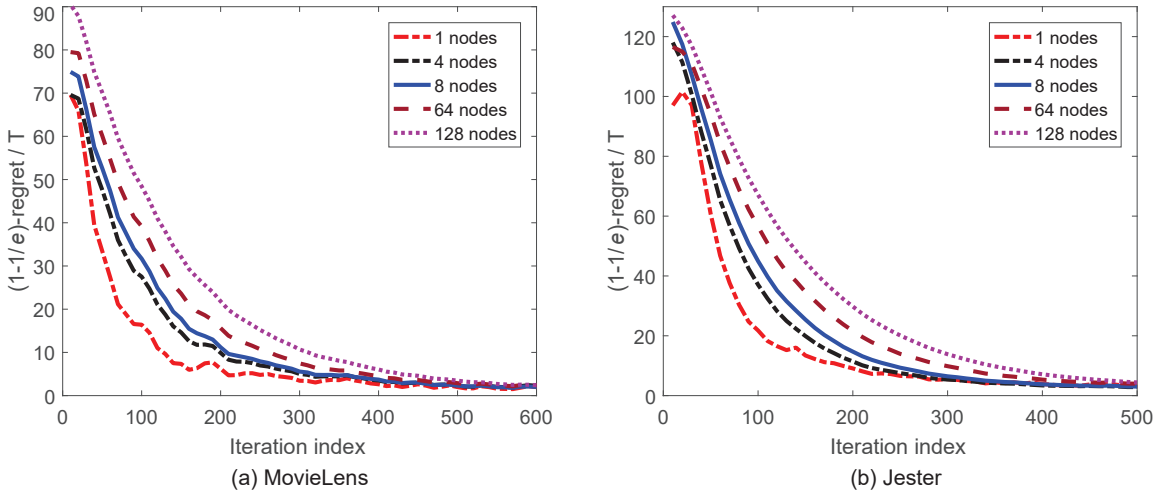 90
80
70
60
50
40
30
20
10
0
(1-1/e)-regret / T
1 nodes
4 nodes
8 nodes
64 nodes
128 nodes
0 100 200 300 400 500 600
Iteration index
(a) MovieLens
120
100
80
60
40
20
0
(1-1/e)-regret / T
1 nodes
4 nodes
8 nodes
64 nodes
128 nodes
0 100 200 300 400 500
Iteration index
(b) Jester